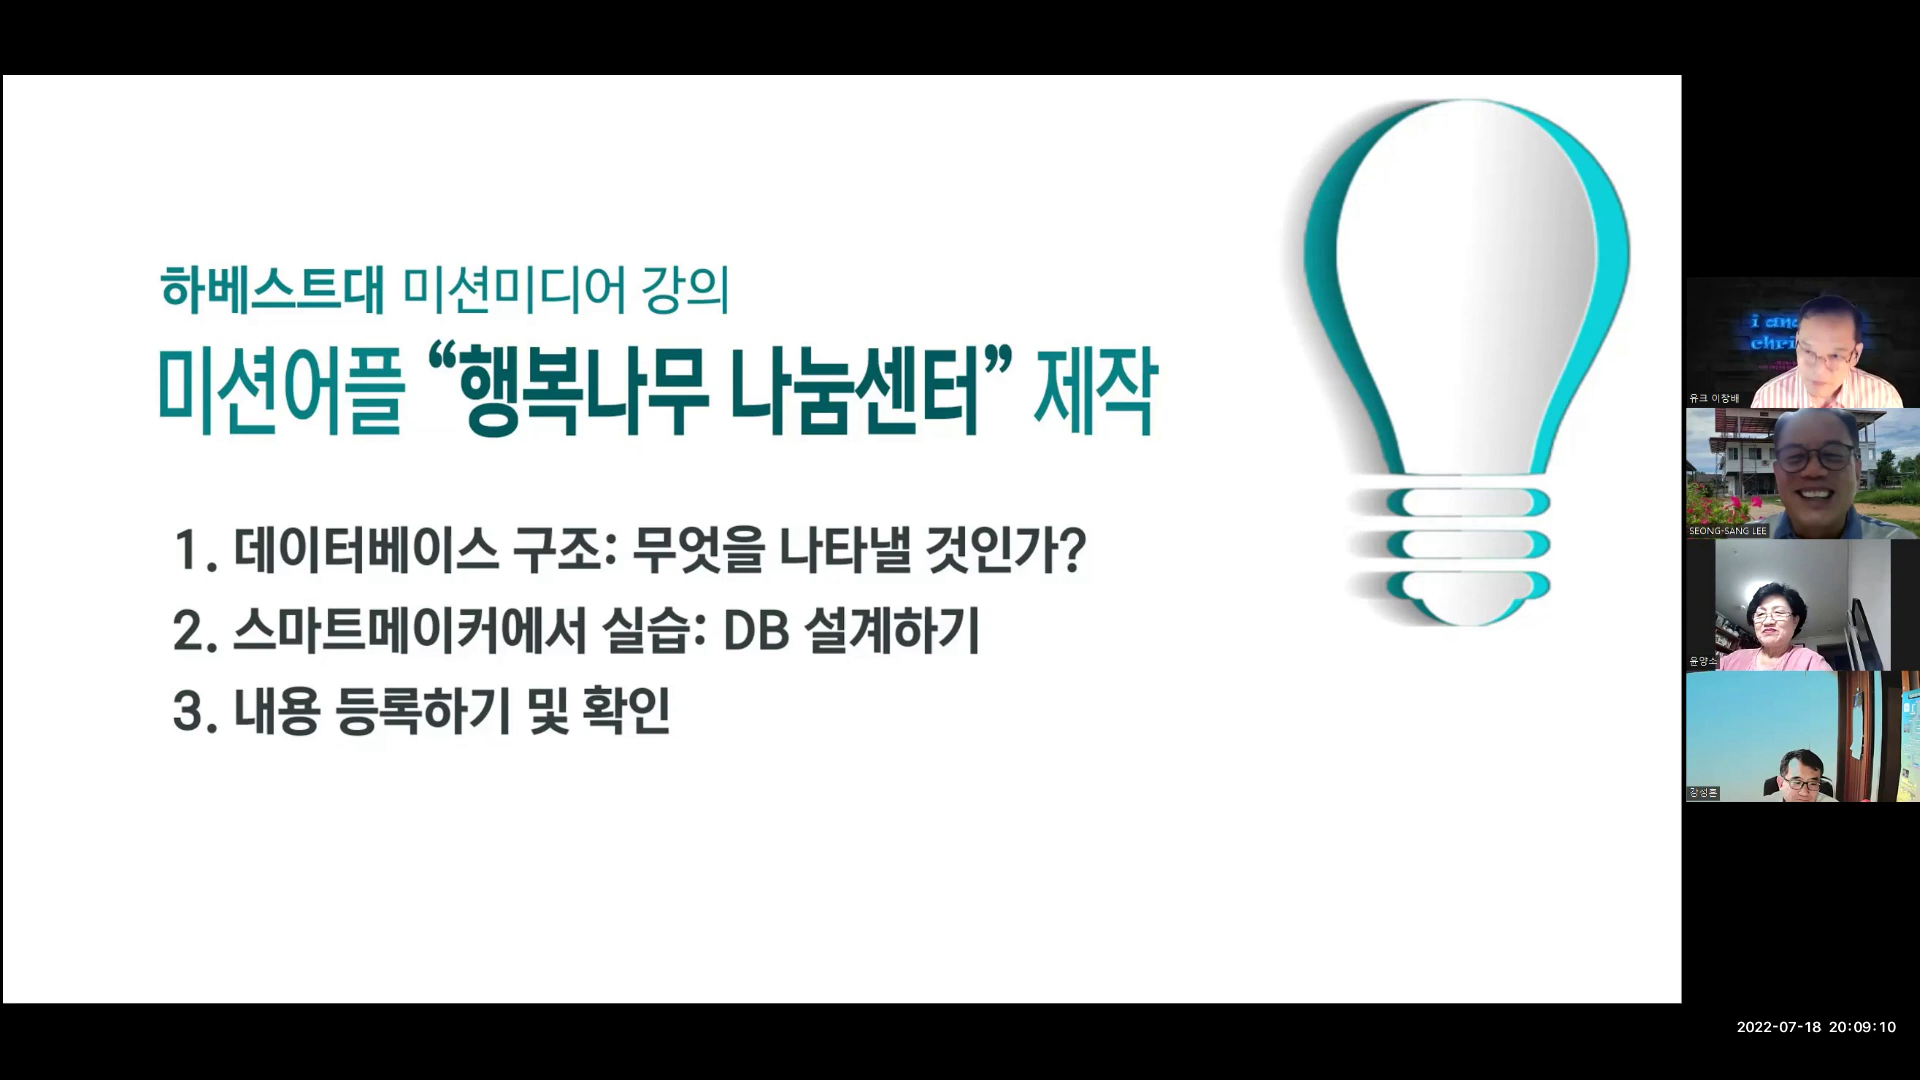 하베스트대 미션미디어 강의
미션어플 “행복나무 나눔센터” 제작
1. 데이터베이스 구조: 무엇을 나타낼 것인가?
2. 스마트메이커에서 실습: DB 설계하기
3. 내용 등록하기 및 확인
유크 이창배
SEONG-SANG LEE
윤양소
강성훈
2022-07-18 20:09:10